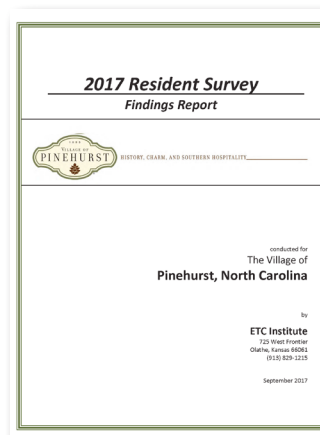 2017 Resident Survey
Findings Report
1895
VILLAGE OF
PINEHURST
HISTORY, CHARM, AND SOUTHERN HOSPITALITY
conducted for
The Village of
Pinehurst, North Carolina
by
ETC Institute
725 West Frontier
Olathe, Kansas 66061
(913) 829-1215
September 2017